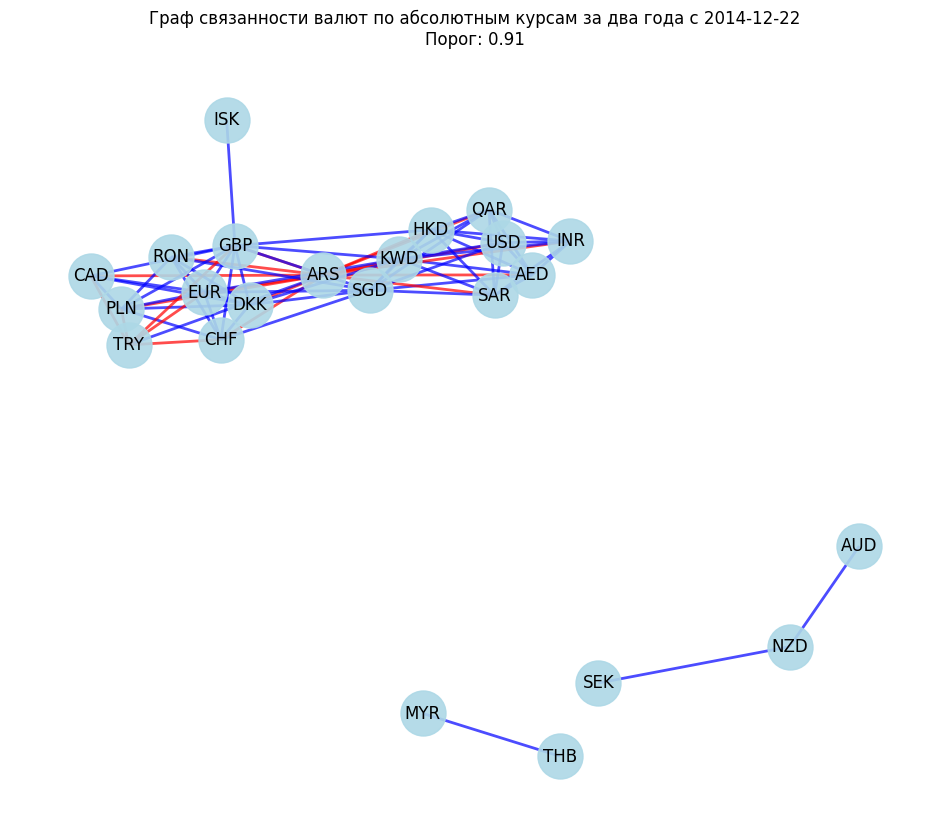 Граф связанности валют по абсолютным курсам за два года с 2014-12-22
Порог: 0.91
ISK
QAR
HKD
GBP
USD
INR
RON
KWD
CAD
ARS
AED
EUR
SGD
SAR
DKK
PLN
CHF
TRY
AUD
NZD
SEK
MYR
THB